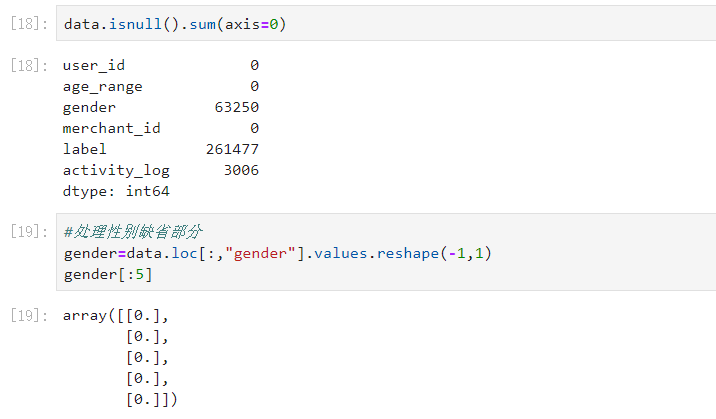 [18]: data.isnull().sum(axis=0)
[18]: user_id 0
age_range 0
gender 63250
merchant_id 0
label 261477
activity_log 3006
dtype: int64
[19]: #处理性别缺省部分
gender=data.loc[:,"gender"].values.reshape(-1,1)
gender[:5]
[19]: array([[0.],
[0.],
[0.],
[0.],
[0.]])